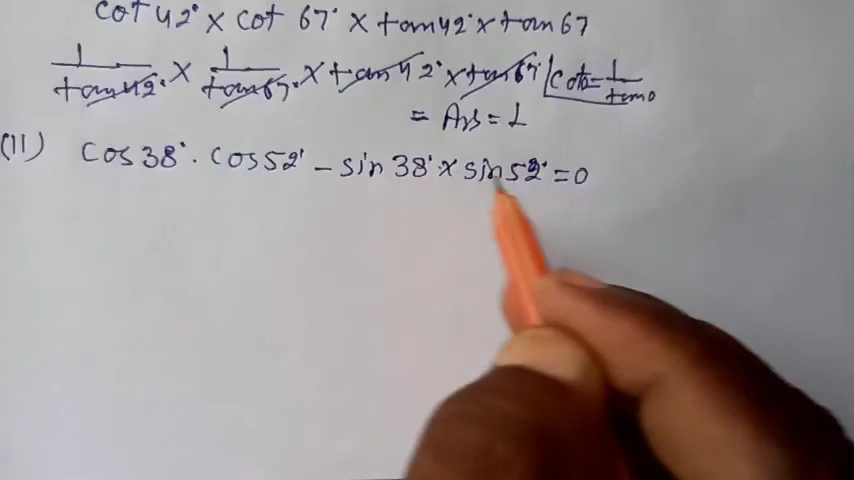 cot 42° × cot 67° × tan 42° × tan 67
1/tan 42° × 1/tan 67° × tan 42° × tan 67° | cotθ = 1/tanθ
= Ans = 1
(II) cos 38° . cos 52° - sin 38° × sin 52° = 0